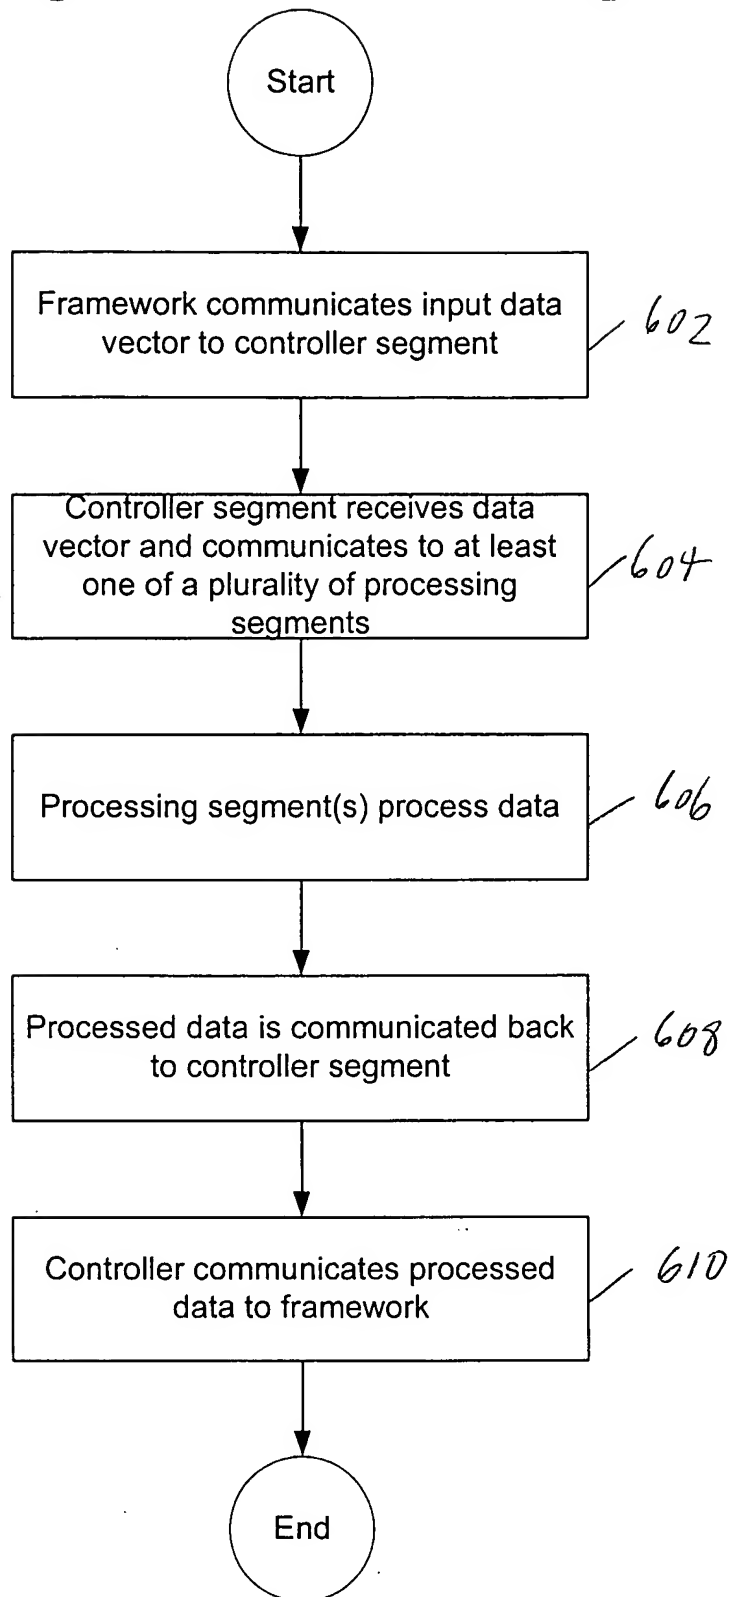 Start
Framework communicates input data
vector to controller segment
602
Controller segment receives data
vector and communicates to at least
one of a plurality of processing
segments
604
Processing segment(s) process data
606
Processed data is communicated back
to controller segment
608
Controller communicates processed
data to framework
610
End